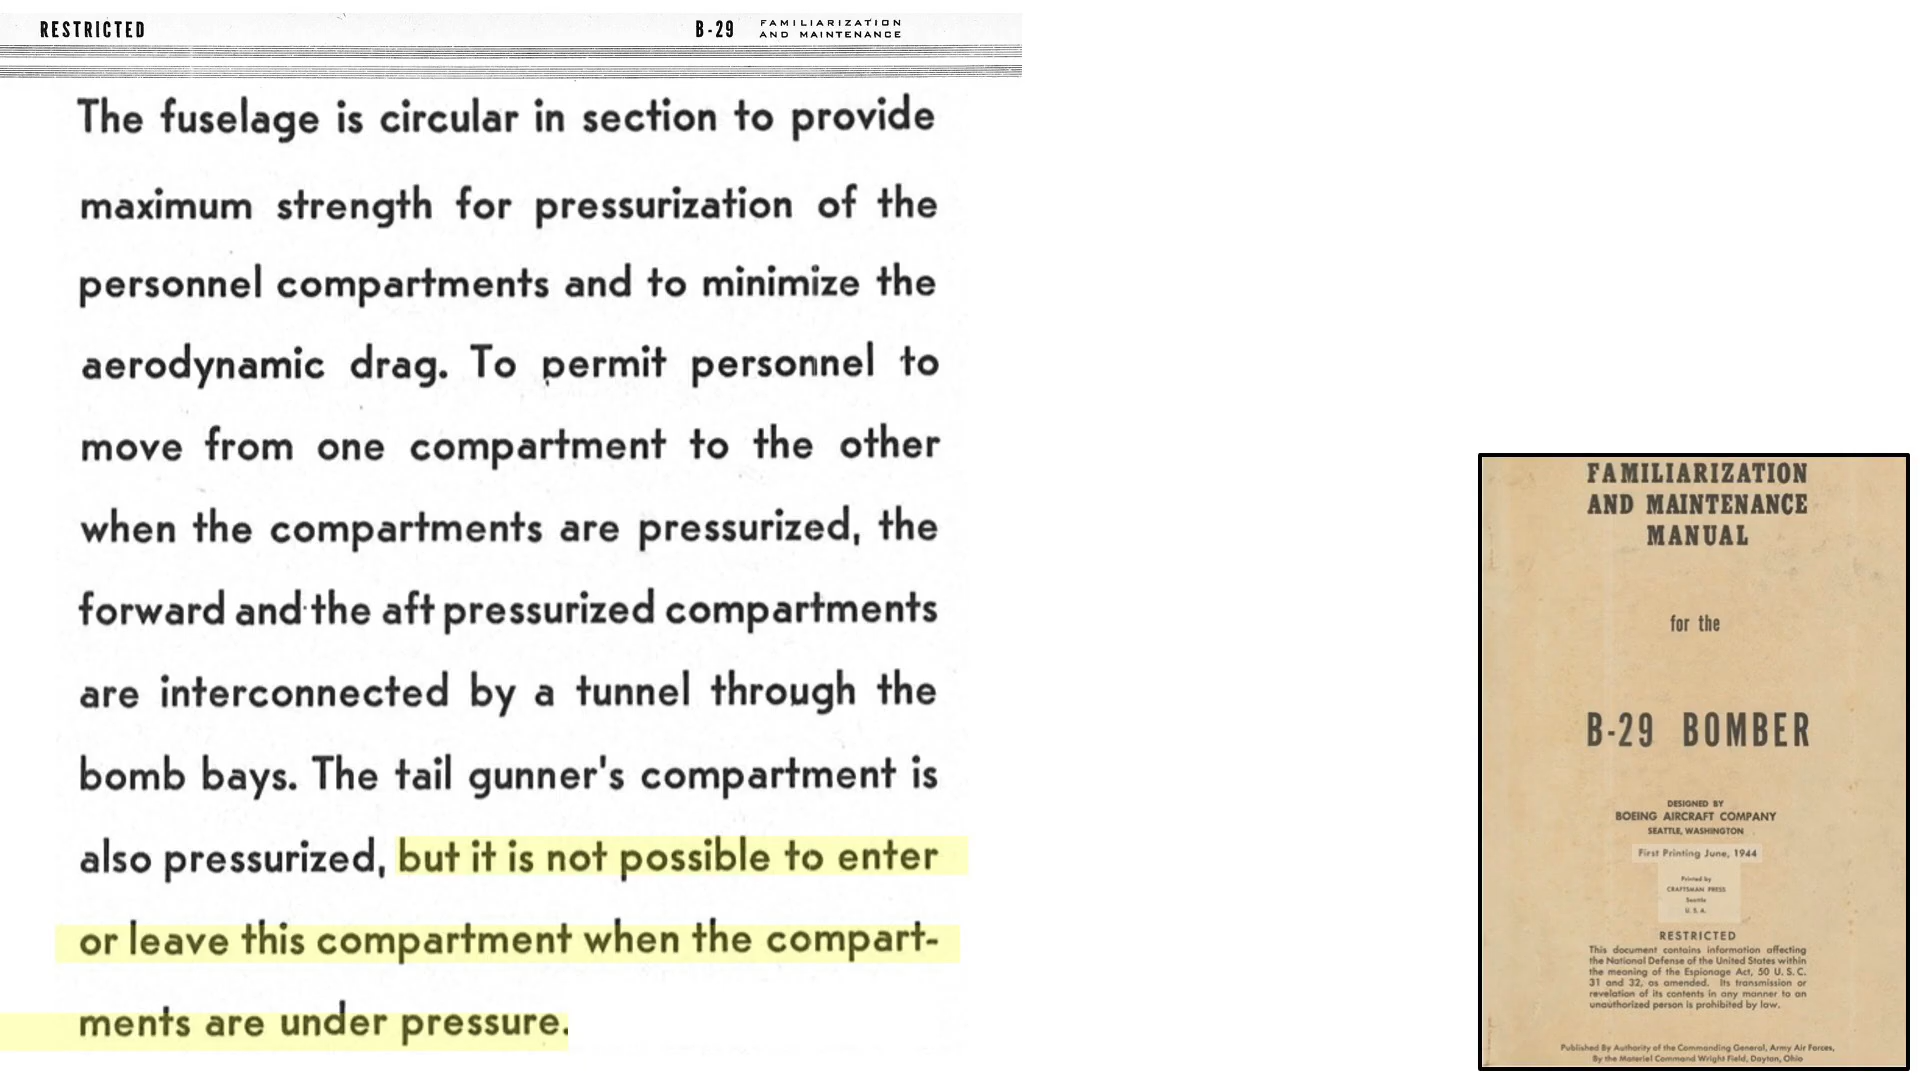 RESTRICTED
B-29 FAMILIARIZATION
AND MAINTENANCE
The fuselage is circular in section to provide
maximum strength for pressurization of the
personnel compartments and to minimize the
aerodynamic drag. To permit personnel to
move from one compartment to the other
when the compartments are pressurized, the
forward and the aft pressurized compartments
are interconnected by a tunnel through the
bomb bays. The tail gunner's compartment is
also pressurized, but it is not possible to enter
or leave this compartment when the compart-
ments are under pressure.
FAMILIARIZATION
AND MAINTENANCE
MANUAL
for the
B-29 BOMBER
DESIGNED BY
BOEING AIRCRAFT COMPANY
SEATTLE, WASHINGTON
First Printing June, 1944
Printed by
CRAFTSMAN PRESS
Seattle
U. S. A.
RESTRICTED
This document contains information affecting
the National Defense of the United States within
the meaning of the Espionage Act, 50 U. S. C.
31 and 32, as amended. Its transmission or
revelation of its contents in any manner to an
unauthorized person is prohibited by law.
Published By Authority of the Commanding General, Army Air Forces,
By the Materiel Command Wright Field, Dayton, Ohio